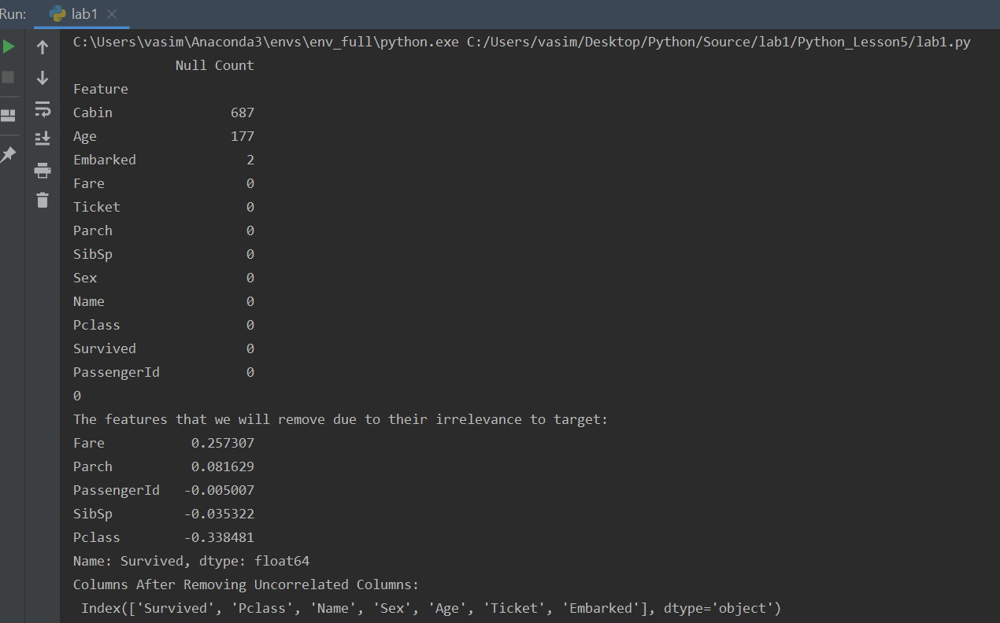 Run: lab1
C:\Users\vasim\Anaconda3\envs\env_full\python.exe C:/Users/vasim/Desktop/Python/Source/lab1/Python_Lesson5/lab1.py
Null Count
Feature
Cabin 687
Age 177
Embarked 2
Fare 0
Ticket 0
Parch 0
SibSp 0
Sex 0
Name 0
Pclass 0
Survived 0
PassengerId 0
0
The features that we will remove due to their irrelevance to target:
Fare 0.257307
Parch 0.081629
PassengerId -0.005007
SibSp -0.035322
Pclass -0.338481
Name: Survived, dtype: float64
Columns After Removing Uncorrelated Columns:
Index(['Survived', 'Pclass', 'Name', 'Sex', 'Age', 'Ticket', 'Embarked'], dtype='object')